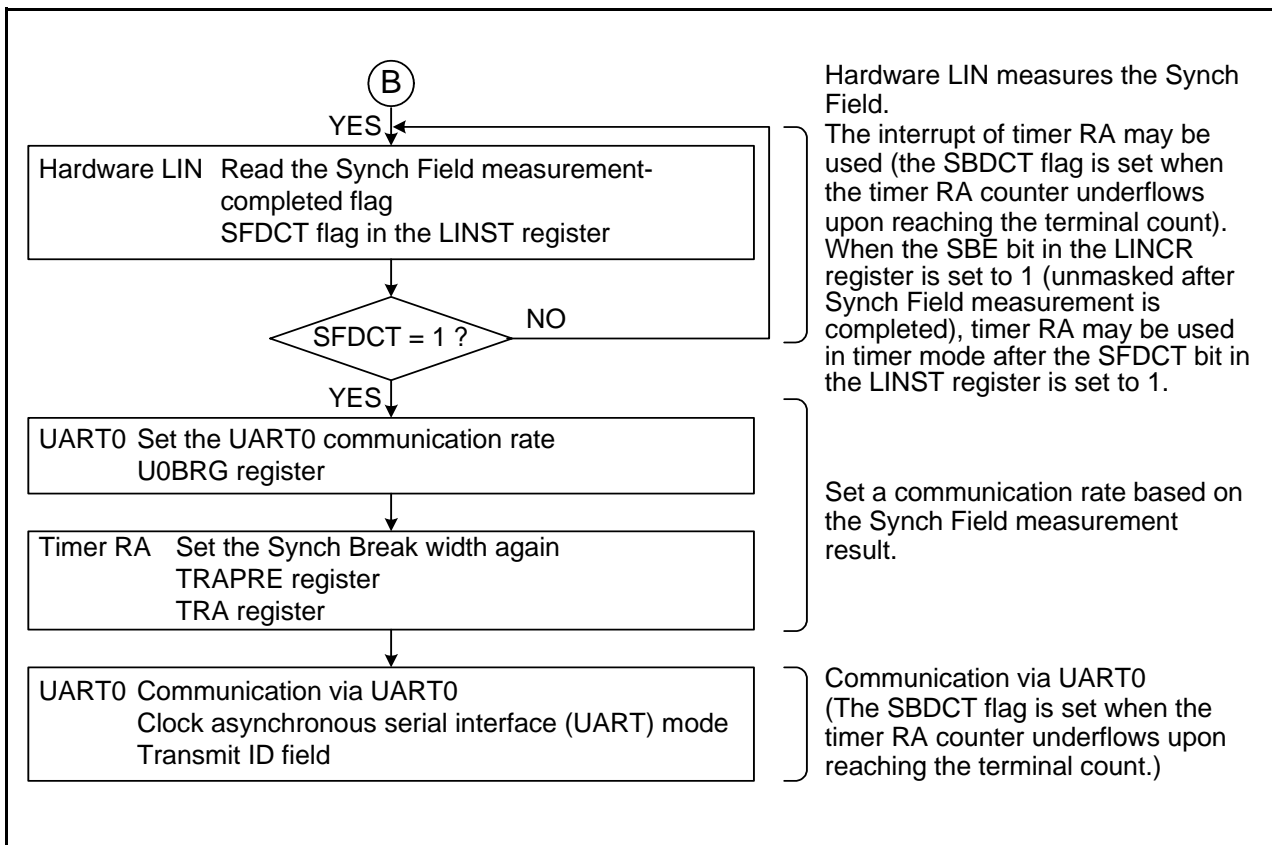 B
YES
Hardware LIN Read the Synch Field measurement-
completed flag
SFDCT flag in the LINST register
SFDCT = 1 ?
NO
YES
Hardware LIN measures the Synch
Field.
The interrupt of timer RA may be
used (the SBDCT flag is set when
the timer RA counter underflows
upon reaching the terminal count).
When the SBE bit in the LINCR
register is set to 1 (unmasked after
Synch Field measurement is
completed), timer RA may be used
in timer mode after the SFDCT bit in
the LINST register is set to 1.
UART0 Set the UART0 communication rate
U0BRG register
Timer RA Set the Synch Break width again
TRAPRE register
TRA register
Set a communication rate based on
the Synch Field measurement
result.
UART0 Communication via UART0
Clock asynchronous serial interface (UART) mode
Transmit ID field
Communication via UART0
(The SBDCT flag is set when the
timer RA counter underflows upon
reaching the terminal count.)